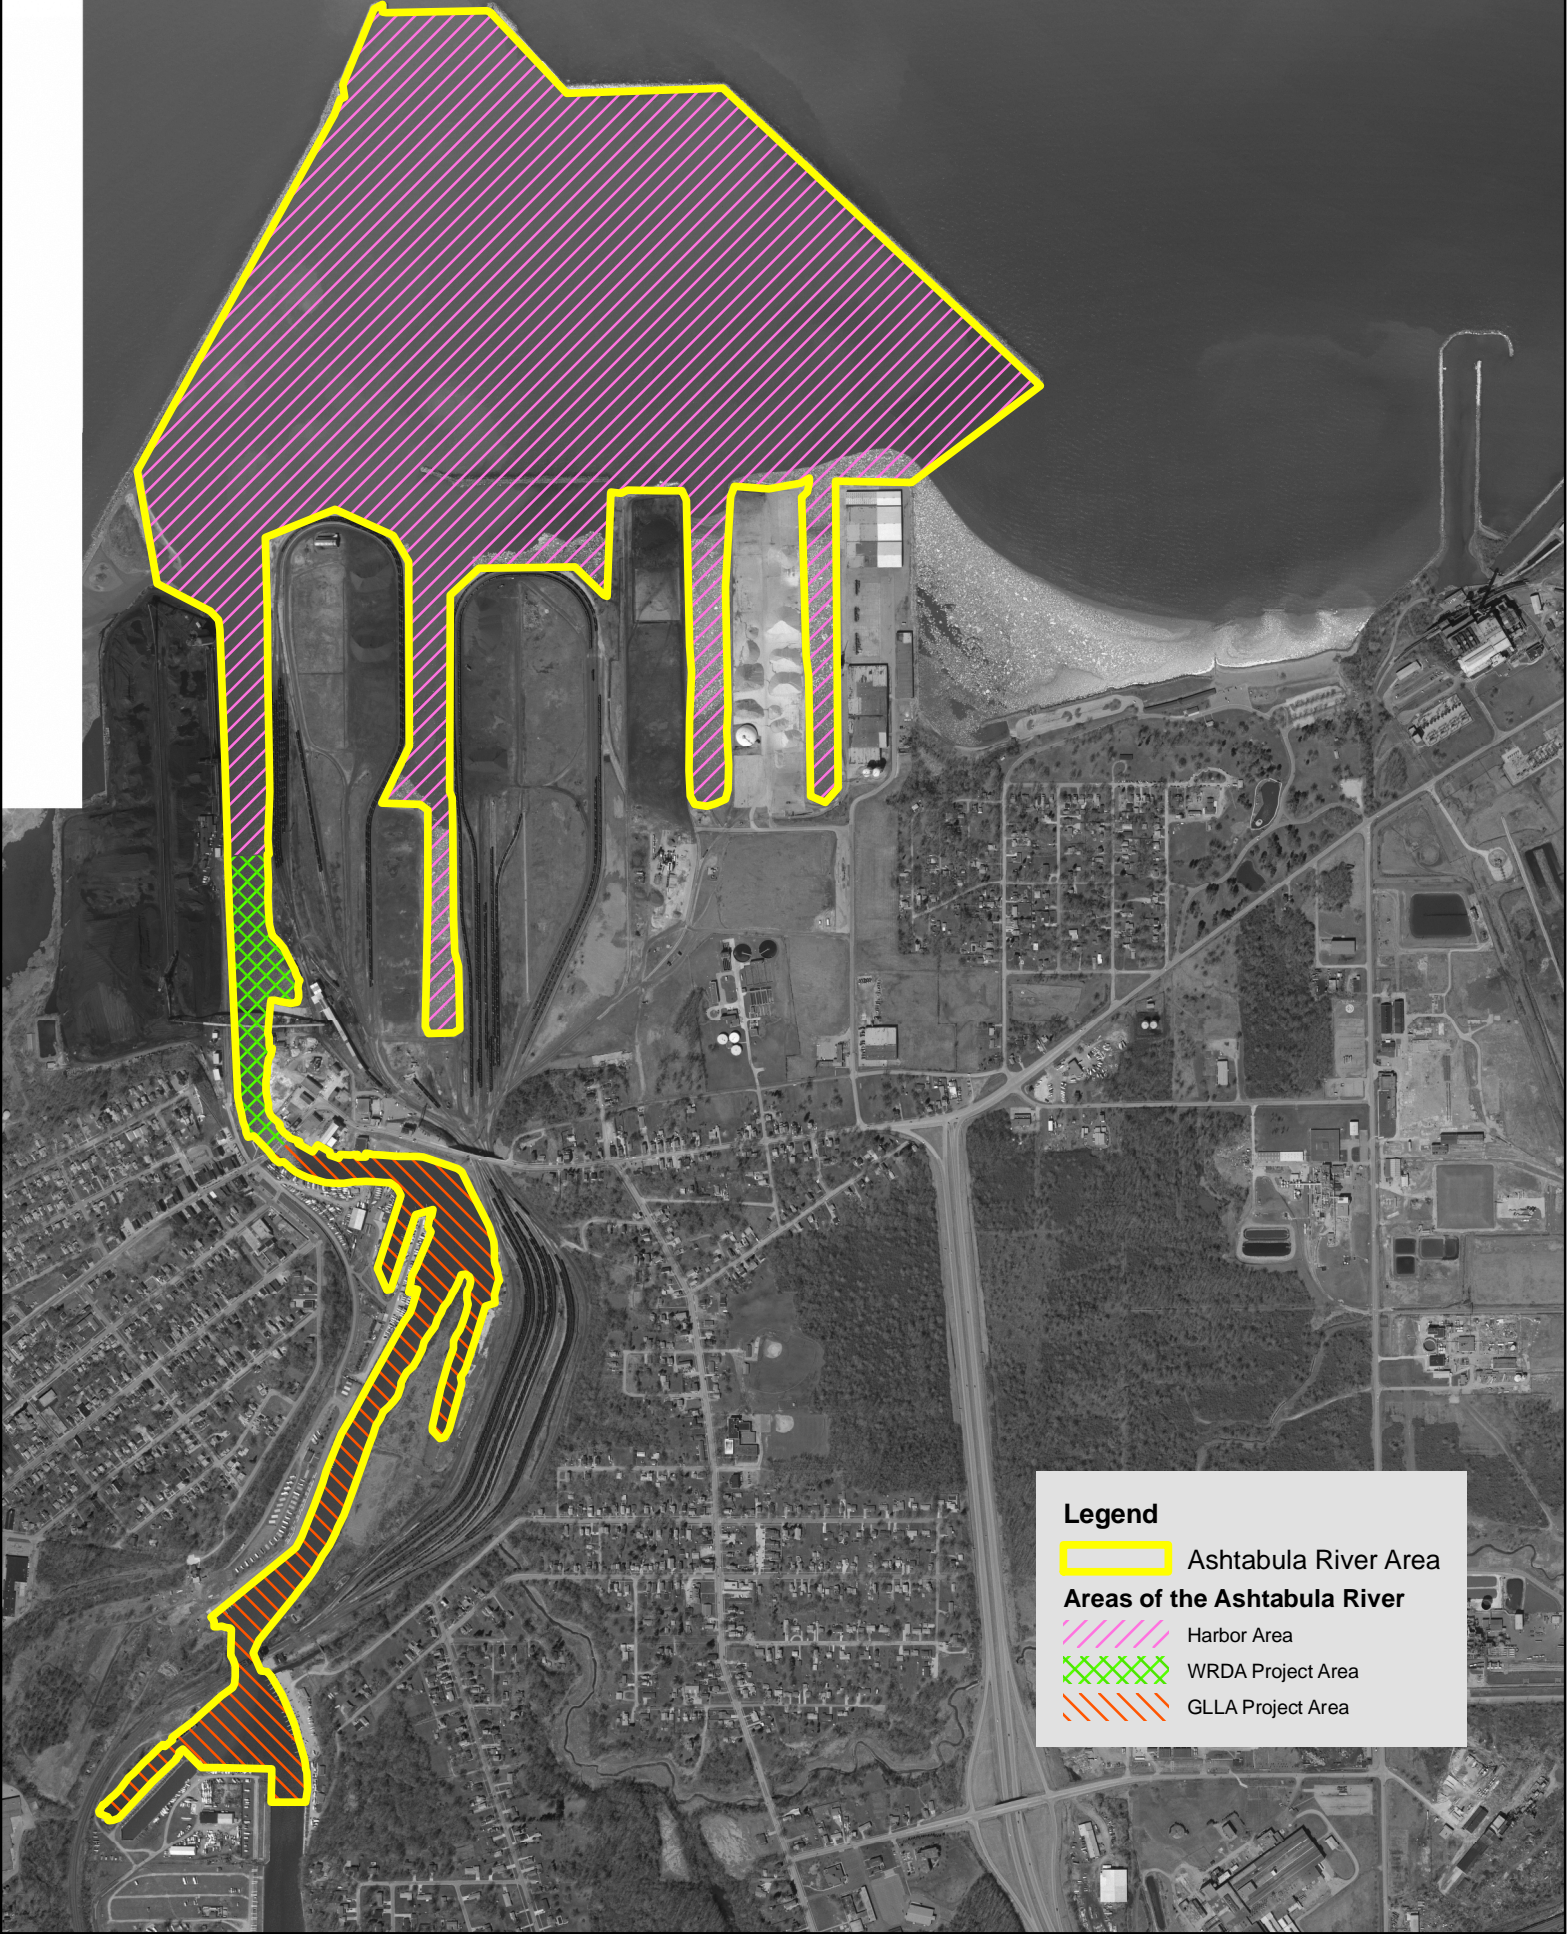 Legend
Ashtabula River Area
Areas of the Ashtabula River
Harbor Area
WRDA Project Area
GLLA Project Area